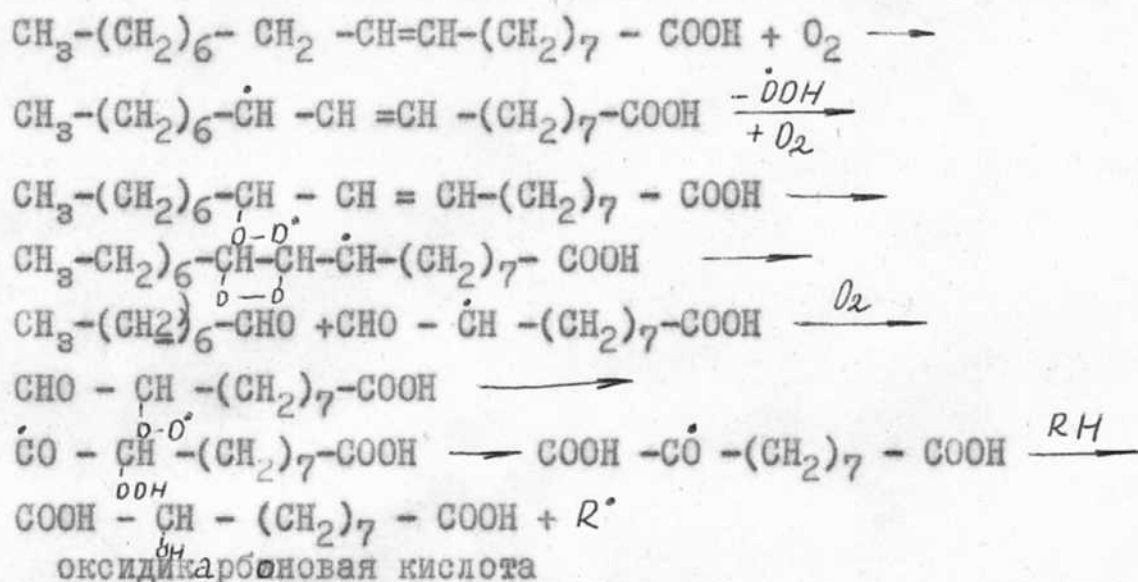 CH₃-(CH₂)₆- CH₂ -CH=CH-(CH₂)₇ - COOH + O₂ →
CH₃-(CH₂)₆-ĊH -CH =CH -(CH₂)₇-COOH - ȮOH + O₂ →
CH₃-(CH₂)₆-CH - CH = CH-(CH₂)₇ - COOH →
O-O•
CH₃-CH₂)₆-CH-CH-ĊH-(CH₂)₇- COOH →
O—O
CH₃-(CH2)₆-CHO +CHO - ĊH -(CH₂)₇-COOH O₂ →
CHO - CH -(CH₂)₇-COOH →
O-O•
ĊO - CH -(CH₂)₇-COOH → COOH -CȮ -(CH₂)₇ - COOH RH →
OOH
COOH - CH - (CH₂)₇ - COOH + R•
OH
оксидикарбоновая кислота